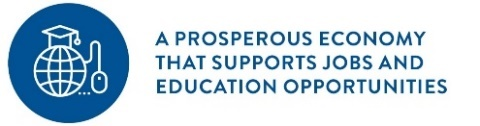 A PROSPEROUS ECONOMY
THAT SUPPORTS JOBS AND
EDUCATION OPPORTUNITIES